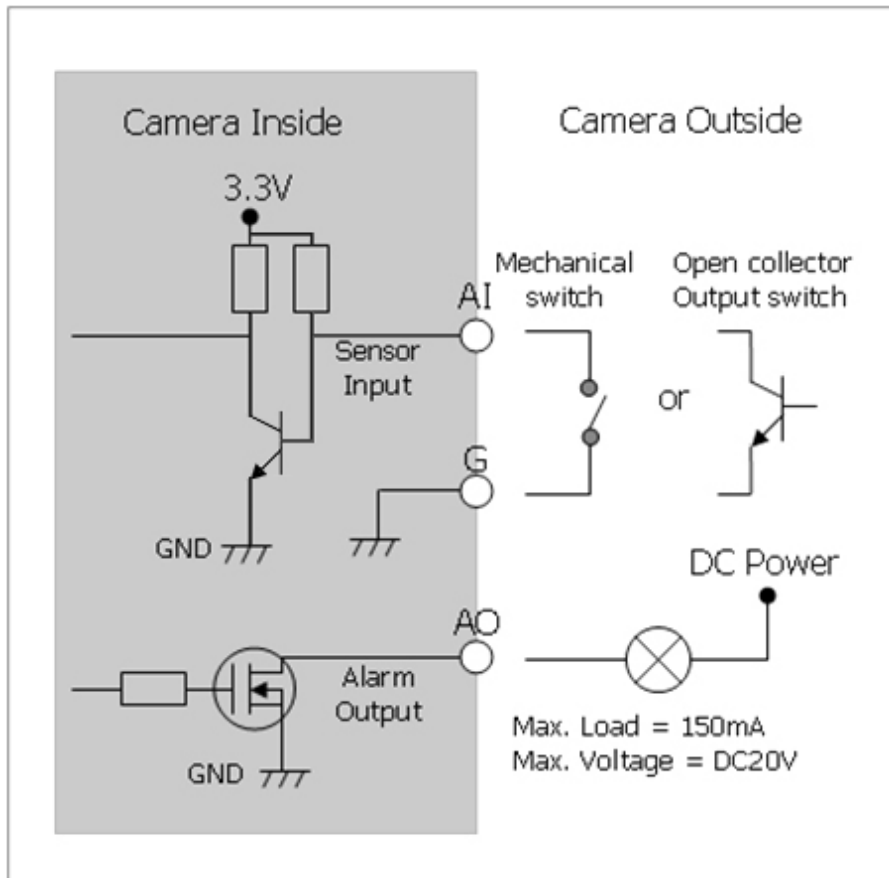 Camera Inside
Camera Outside
3.3V
Mechanical
switch
Open collector
Output switch
AI
Sensor
Input
or
G
GND
DC Power
AO
Alarm
Output
GND
Max. Load = 150mA
Max. Voltage = DC20V